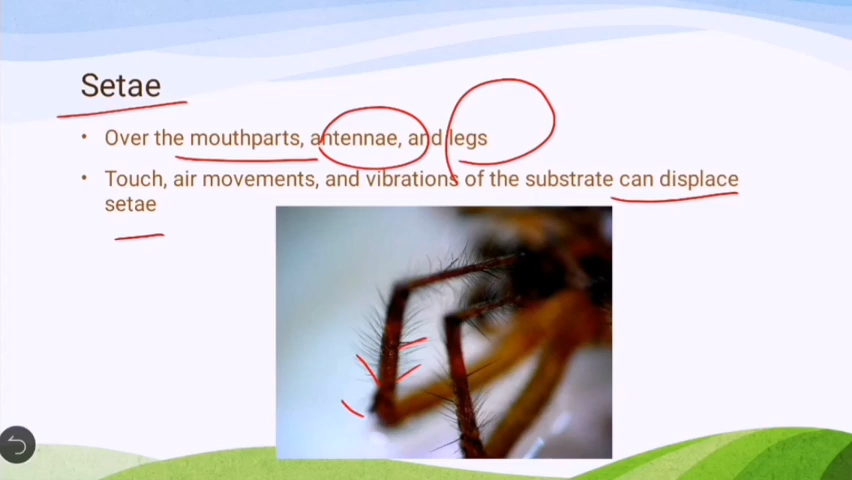 Setae
• Over the mouthparts, antennae, and legs
• Touch, air movements, and vibrations of the substrate can displace
setae